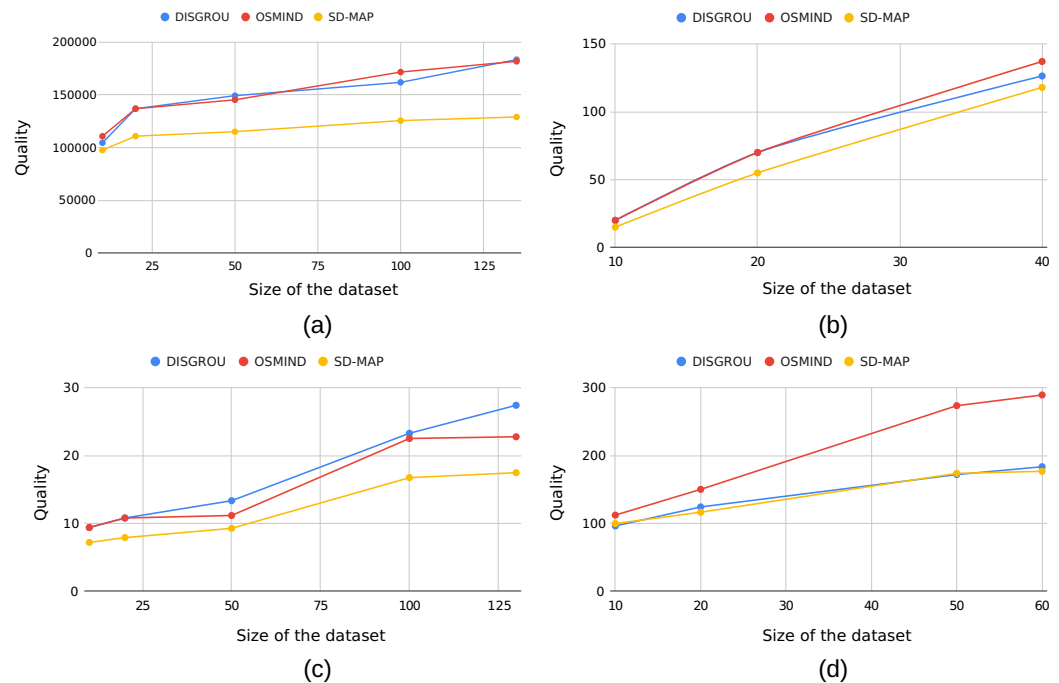 DISGROU OSMIND SD-MAP
200000
150000
100000
50000
0
Quality
25 50 75 100 125
Size of the dataset
(a)
DISGROU OSMIND SD-MAP
150
100
50
0
Quality
10 20 30 40
Size of the dataset
(b)
DISGROU OSMIND SD-MAP
30
20
10
0
Quality
25 50 75 100 125
Size of the dataset
(c)
DISGROU OSMIND SD-MAP
300
200
100
0
Quality
10 20 30 40 50 60
Size of the dataset
(d)